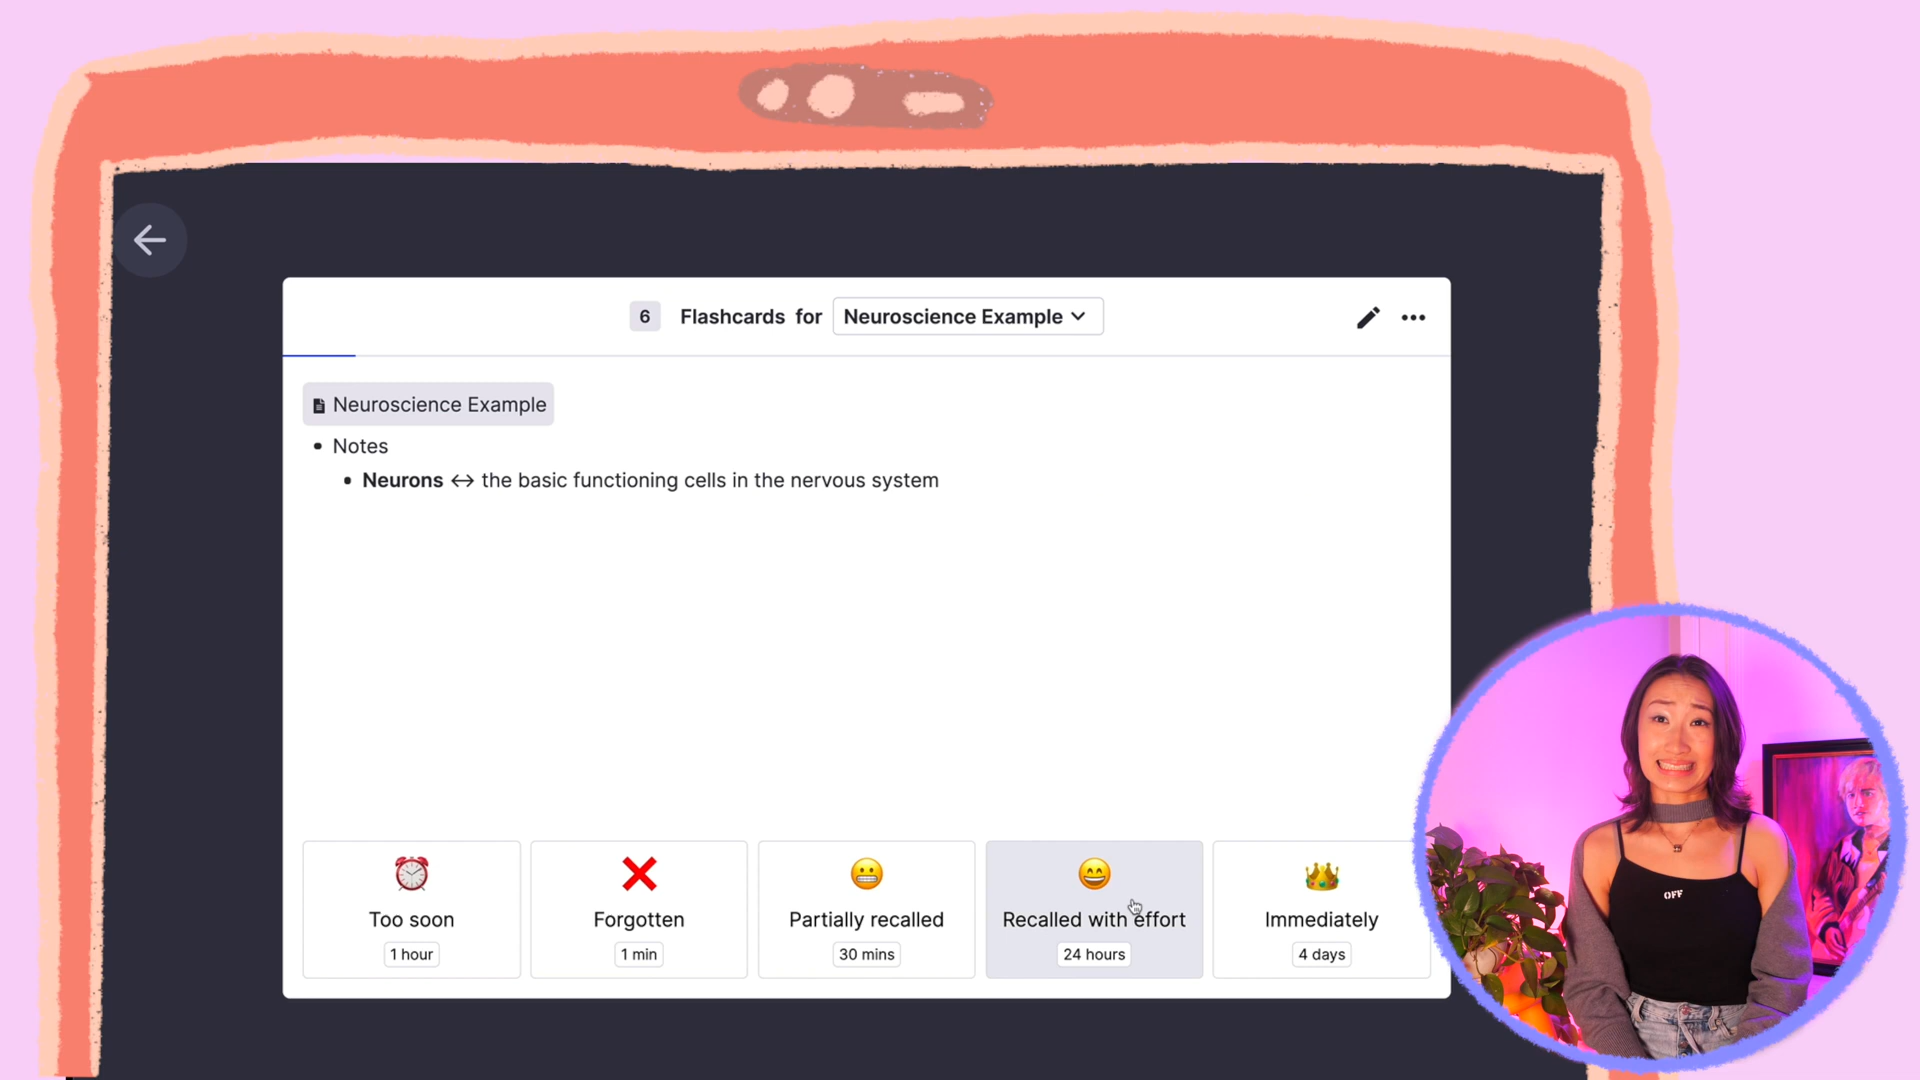 6 Flashcards for Neuroscience Example
Neuroscience Example
Notes
Neurons ↔ the basic functioning cells in the nervous system
Too soon
1 hour
Forgotten
1 min
Partially recalled
30 mins
Recalled with effort
24 hours
Immediately
4 days
OFF